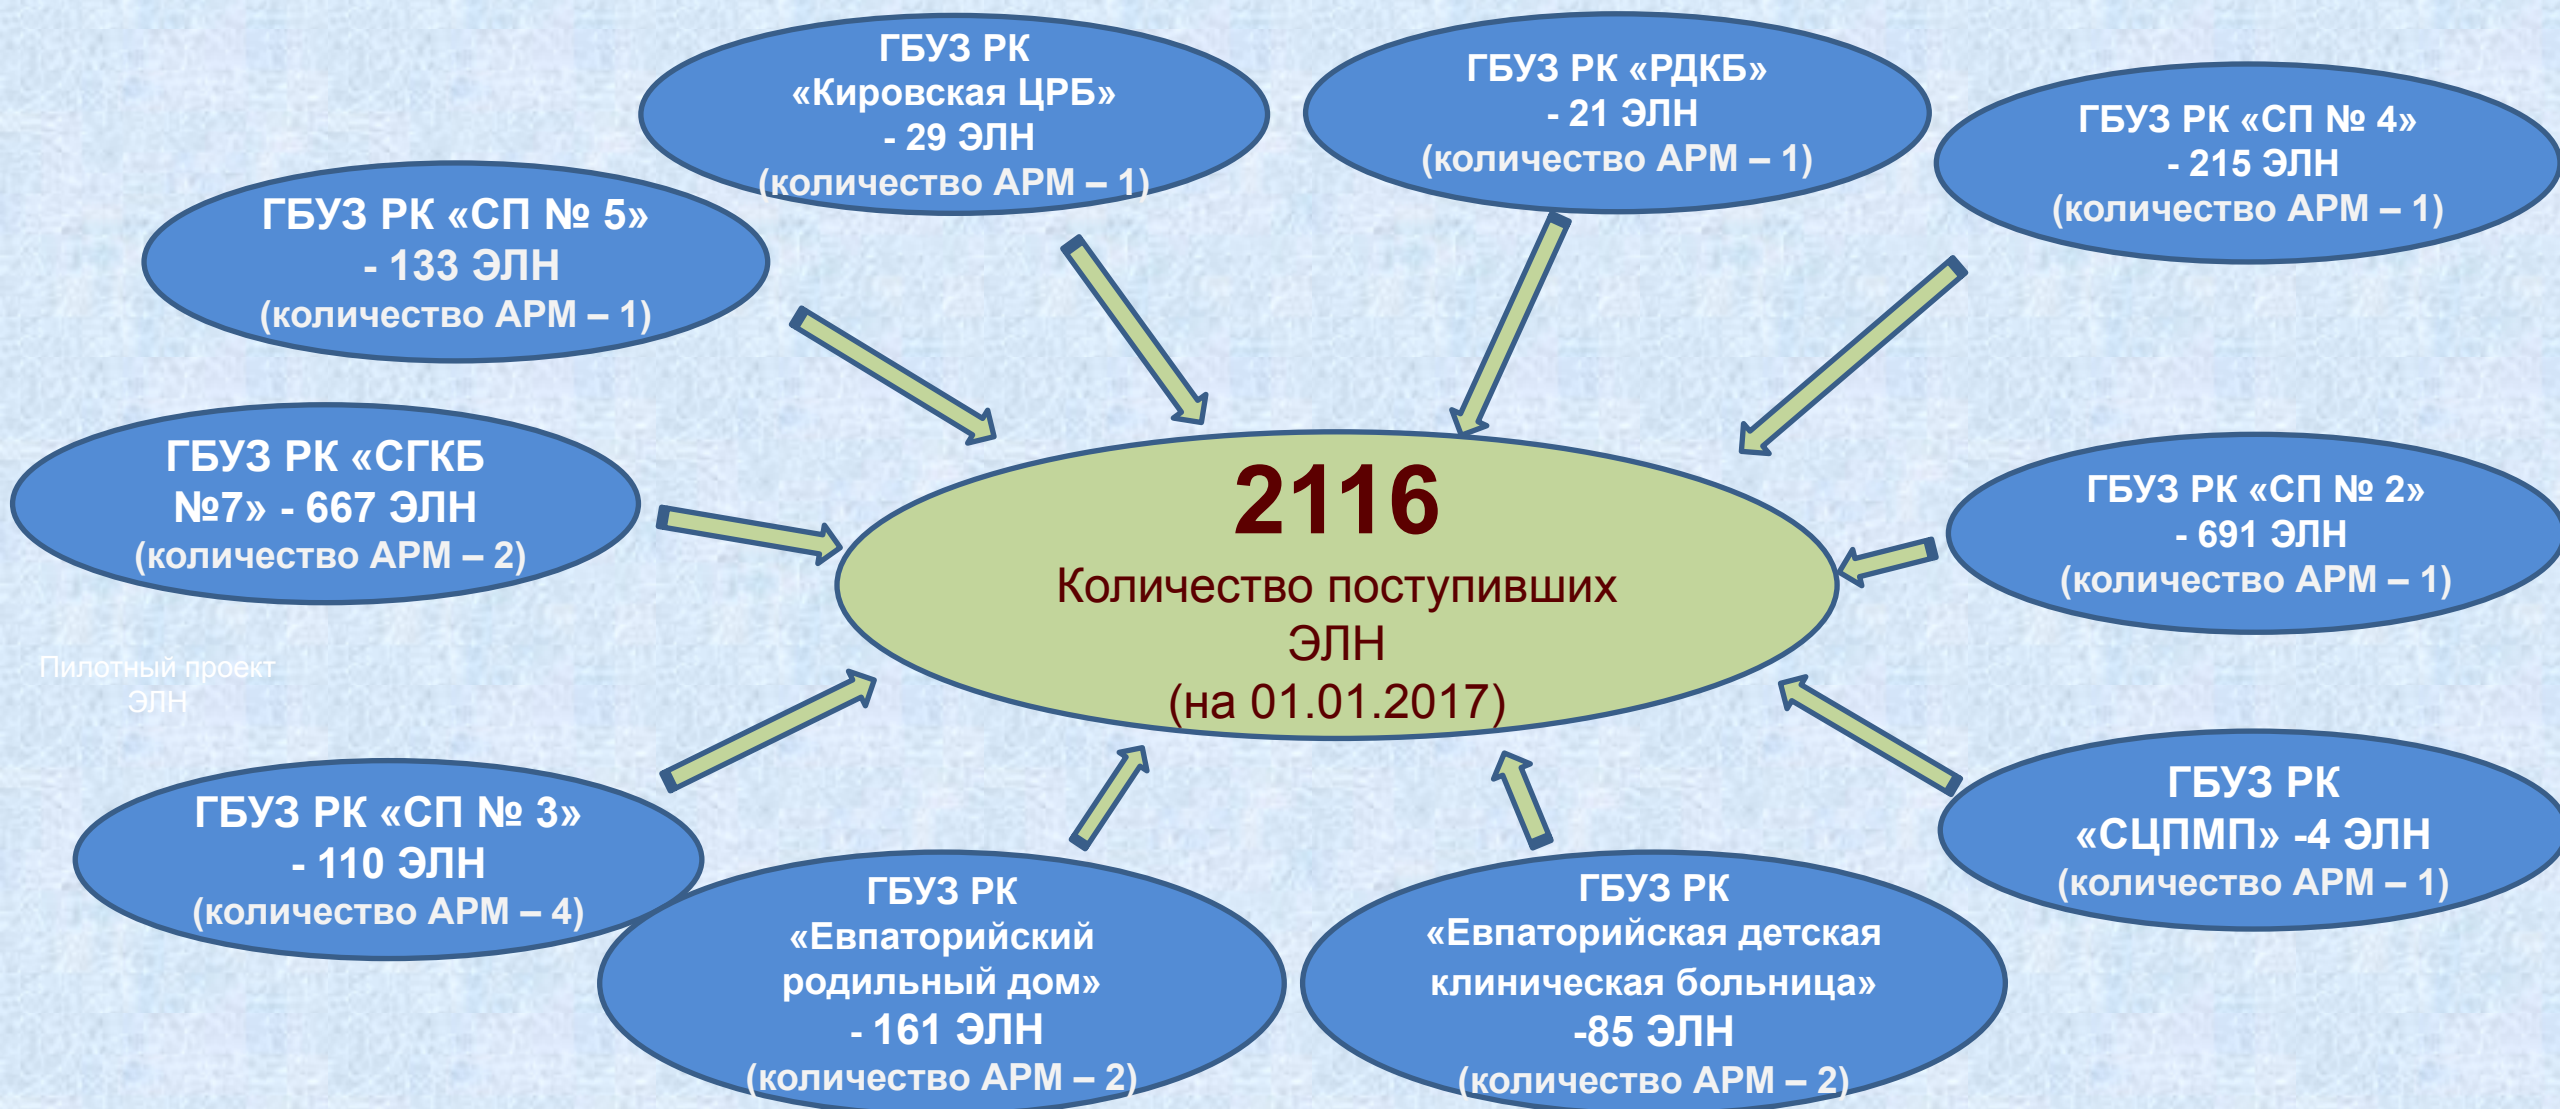 ГБУЗ РК
«Кировская ЦРБ»
- 29 ЭЛН
(количество АРМ – 1)
ГБУЗ РК «РДКБ»
- 21 ЭЛН
(количество АРМ – 1)
ГБУЗ РК «СП № 4»
- 215 ЭЛН
(количество АРМ – 1)
ГБУЗ РК «СП № 5»
- 133 ЭЛН
(количество АРМ – 1)
ГБУЗ РК «СГКБ
№7» - 667 ЭЛН
(количество АРМ – 2)
2116
Количество поступивших
ЭЛН
(на 01.01.2017)
ГБУЗ РК «СП № 2»
- 691 ЭЛН
(количество АРМ – 1)
Пилотный проект
ЭЛН
ГБУЗ РК «СП № 3»
- 110 ЭЛН
(количество АРМ – 4)
ГБУЗ РК
«Евпаторийский
родильный дом»
- 161 ЭЛН
(количество АРМ – 2)
ГБУЗ РК
«Евпаторийская детская
клиническая больница»
-85 ЭЛН
(количество АРМ – 2)
ГБУЗ РК
«СЦПМП» -4 ЭЛН
(количество АРМ – 1)